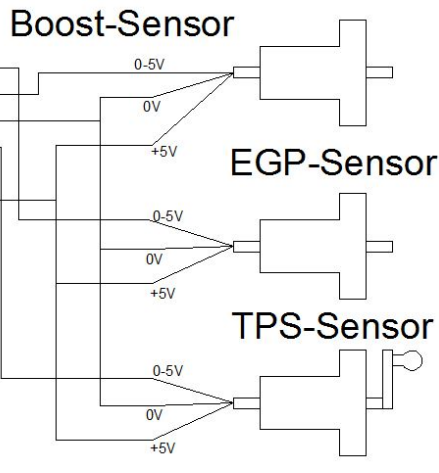 Boost-Sensor
0-5V
0V
+5V
EGP-Sensor
0-5V
0V
+5V
TPS-Sensor
0-5V
0V
+5V